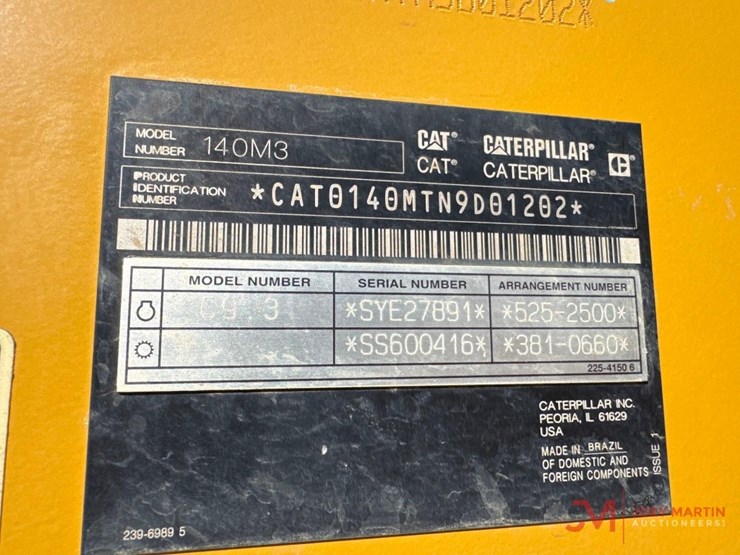 MODEL
NUMBER 140M3
CAT® CATERPILLAR®
CAT® CATERPILLAR®
PRODUCT
IDENTIFICATION
NUMBER
*CAT0140MTN9D01202*
MODEL NUMBER SERIAL NUMBER ARRANGEMENT NUMBER
C9.3 *SYE27891* *525-2500*
*SS600416* *381-0660*
225-4150 6
CATERPILLAR INC.
PEORIA, IL 61629
USA
MADE IN BRAZIL
OF DOMESTIC AND
FOREIGN COMPONENTS
ISSUE 1
239-6989 5
MARTIN
AUCTIONEERS